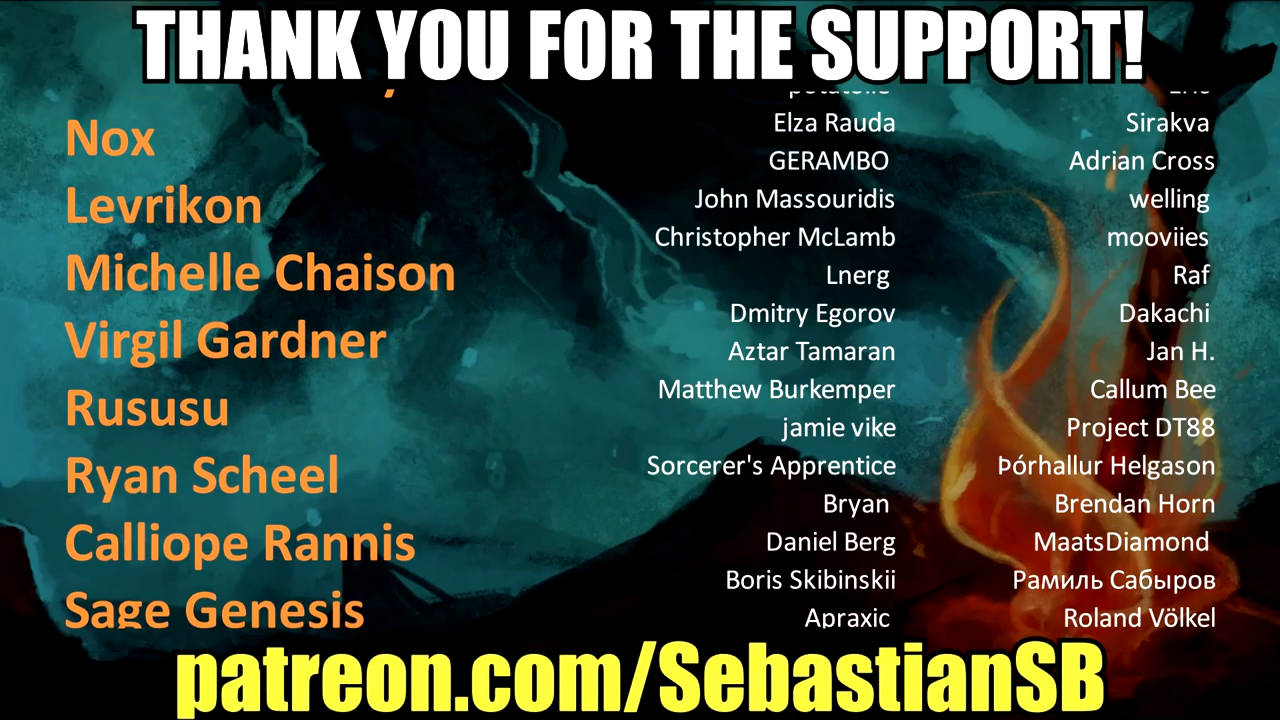 THANK YOU FOR THE SUPPORT!
Nox
Levrikon
Michelle Chaison
Virgil Gardner
Rususu
Ryan Scheel
Calliope Rannis
Sage Genesis
Elza Rauda
GERAMBO
John Massouridis
Christopher McLamb
Lnerg
Dmitry Egorov
Aztar Tamaran
Matthew Burkemper
jamie vike
Sorcerer's Apprentice
Bryan
Daniel Berg
Boris Skibinskii
Apraxic
Sirakva
Adrian Cross
welling
mooviies
Raf
Dakachi
Jan H.
Callum Bee
Project DT88
Þórhallur Helgason
Brendan Horn
MaatsDiamond
Рамиль Сабыров
Roland Völkel
patreon.com/SebastianSB